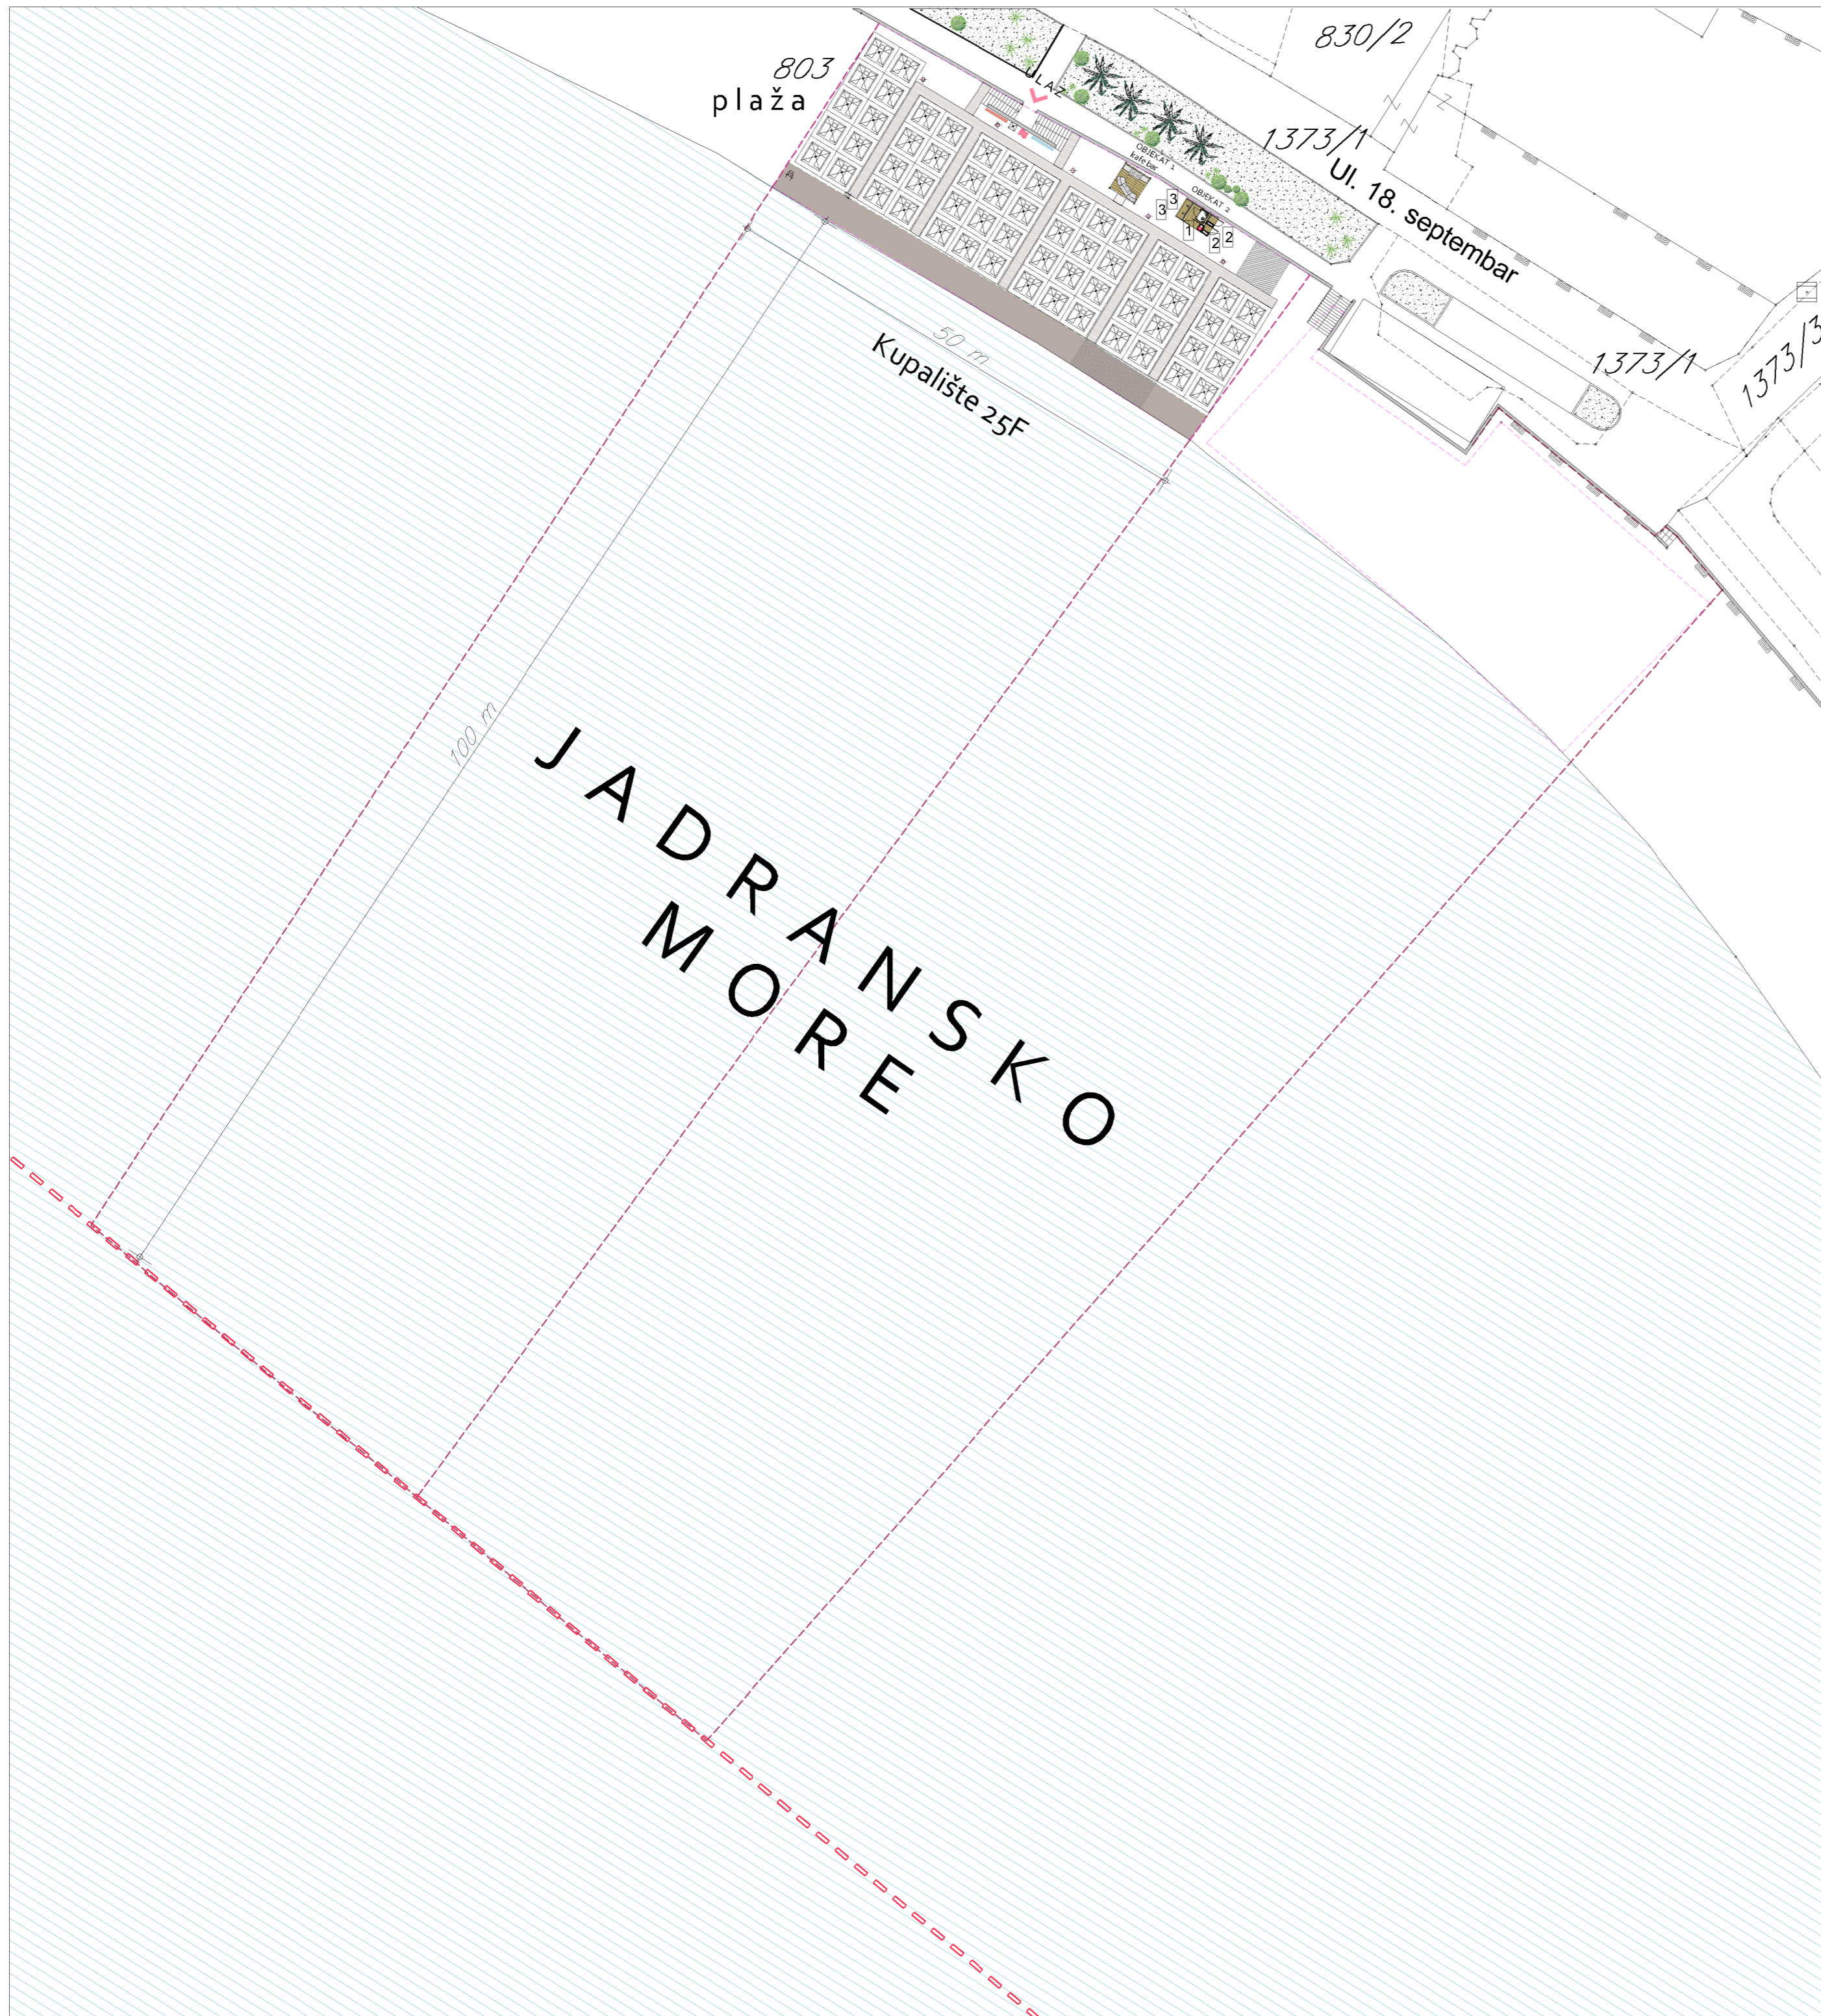 830/2
803
plaža
ULAZ
1373/1
Ul. 18. septembar
OBJEKAT 1
kafe bar
OBJEKAT 2
3
3
1
2
2
1373/1
1373/3
50 m
Kupalište 25F
100 m
JADRANSKO
MORE